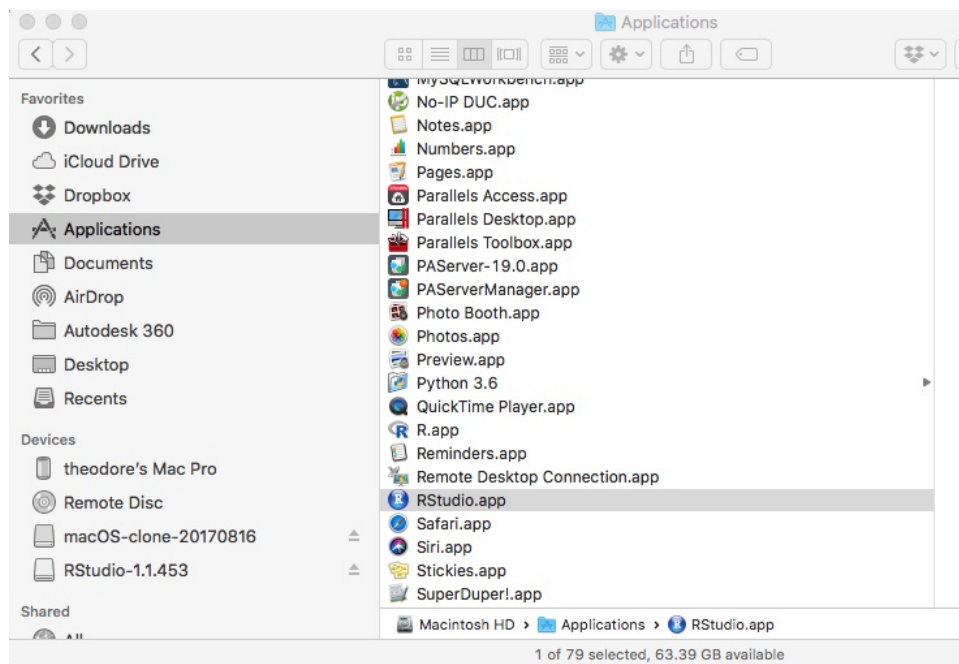 Applications
Favorites
Downloads
iCloud Drive
Dropbox
Applications
Documents
AirDrop
Autodesk 360
Desktop
Recents
Devices
theodore's Mac Pro
Remote Disc
macOS-clone-20170816
RStudio-1.1.453
Shared
All
MySQLWorkbench.app
No-IP DUC.app
Notes.app
Numbers.app
Pages.app
Parallels Access.app
Parallels Desktop.app
Parallels Toolbox.app
PAServer-19.0.app
PAServerManager.app
Photo Booth.app
Photos.app
Preview.app
Python 3.6
QuickTime Player.app
R.app
Reminders.app
Remote Desktop Connection.app
RStudio.app
Safari.app
Siri.app
Stickies.app
SuperDuper!.app
Macintosh HD › Applications › RStudio.app
1 of 79 selected, 63.39 GB available